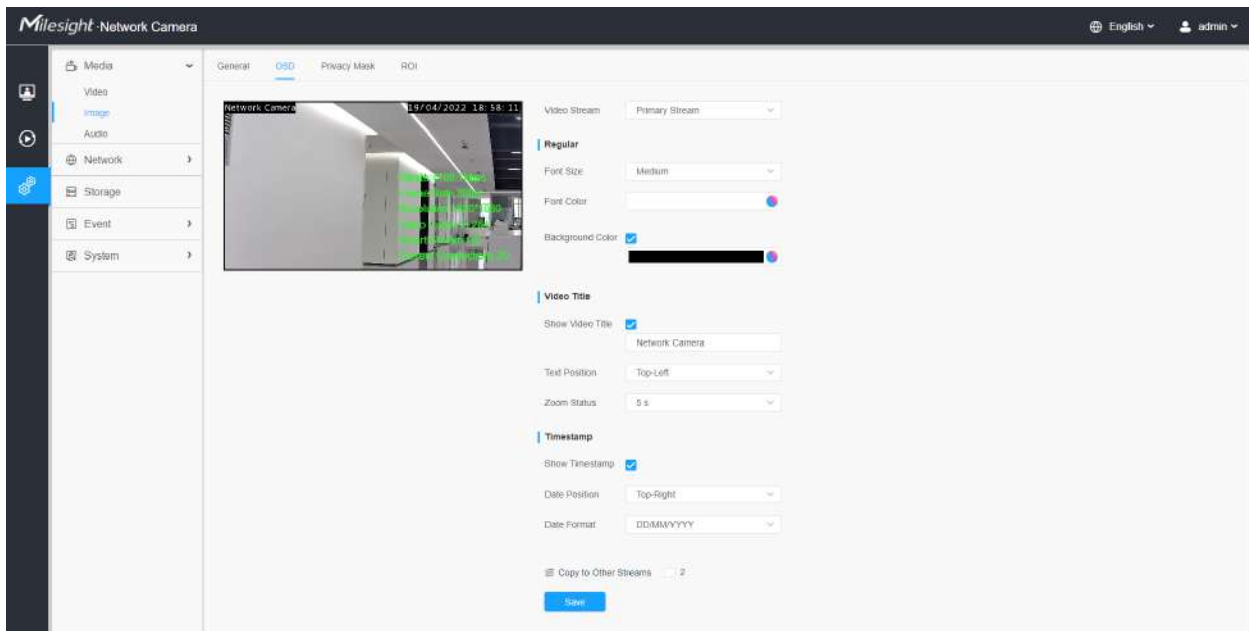 Milesight ·Network Camera
English
admin
Media
Video
Image
Audio
Network
Storage
Event
System
General
OSD
Privacy Mask
ROI
Network Camera
19/04/2022 18:58:11
Video Stream
Primary Stream
Regular
Font Size
Medium
Font Color
Background Color
Video Title
Show Video Title
Network Camera
Text Position
Top-Left
Zoom Status
5 s
Timestamp
Show Timestamp
Date Position
Top-Right
Date Format
DD/MM/YYYY
Copy to Other Streams
2
Save